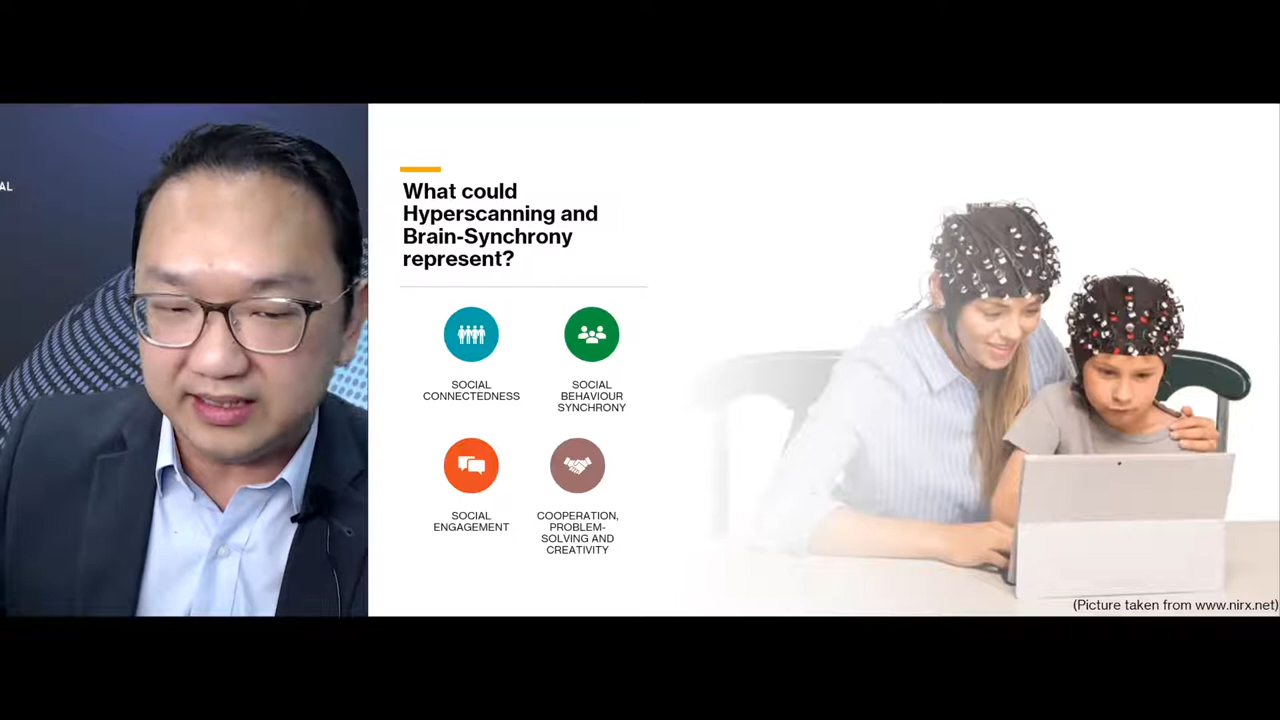 AL
What could
Hyperscanning and
Brain-Synchrony
represent?
SOCIAL
CONNECTEDNESS
SOCIAL
BEHAVIOUR
SYNCHRONY
SOCIAL
ENGAGEMENT
COOPERATION,
PROBLEM-
SOLVING AND
CREATIVITY
(Picture taken from www.nirx.net)